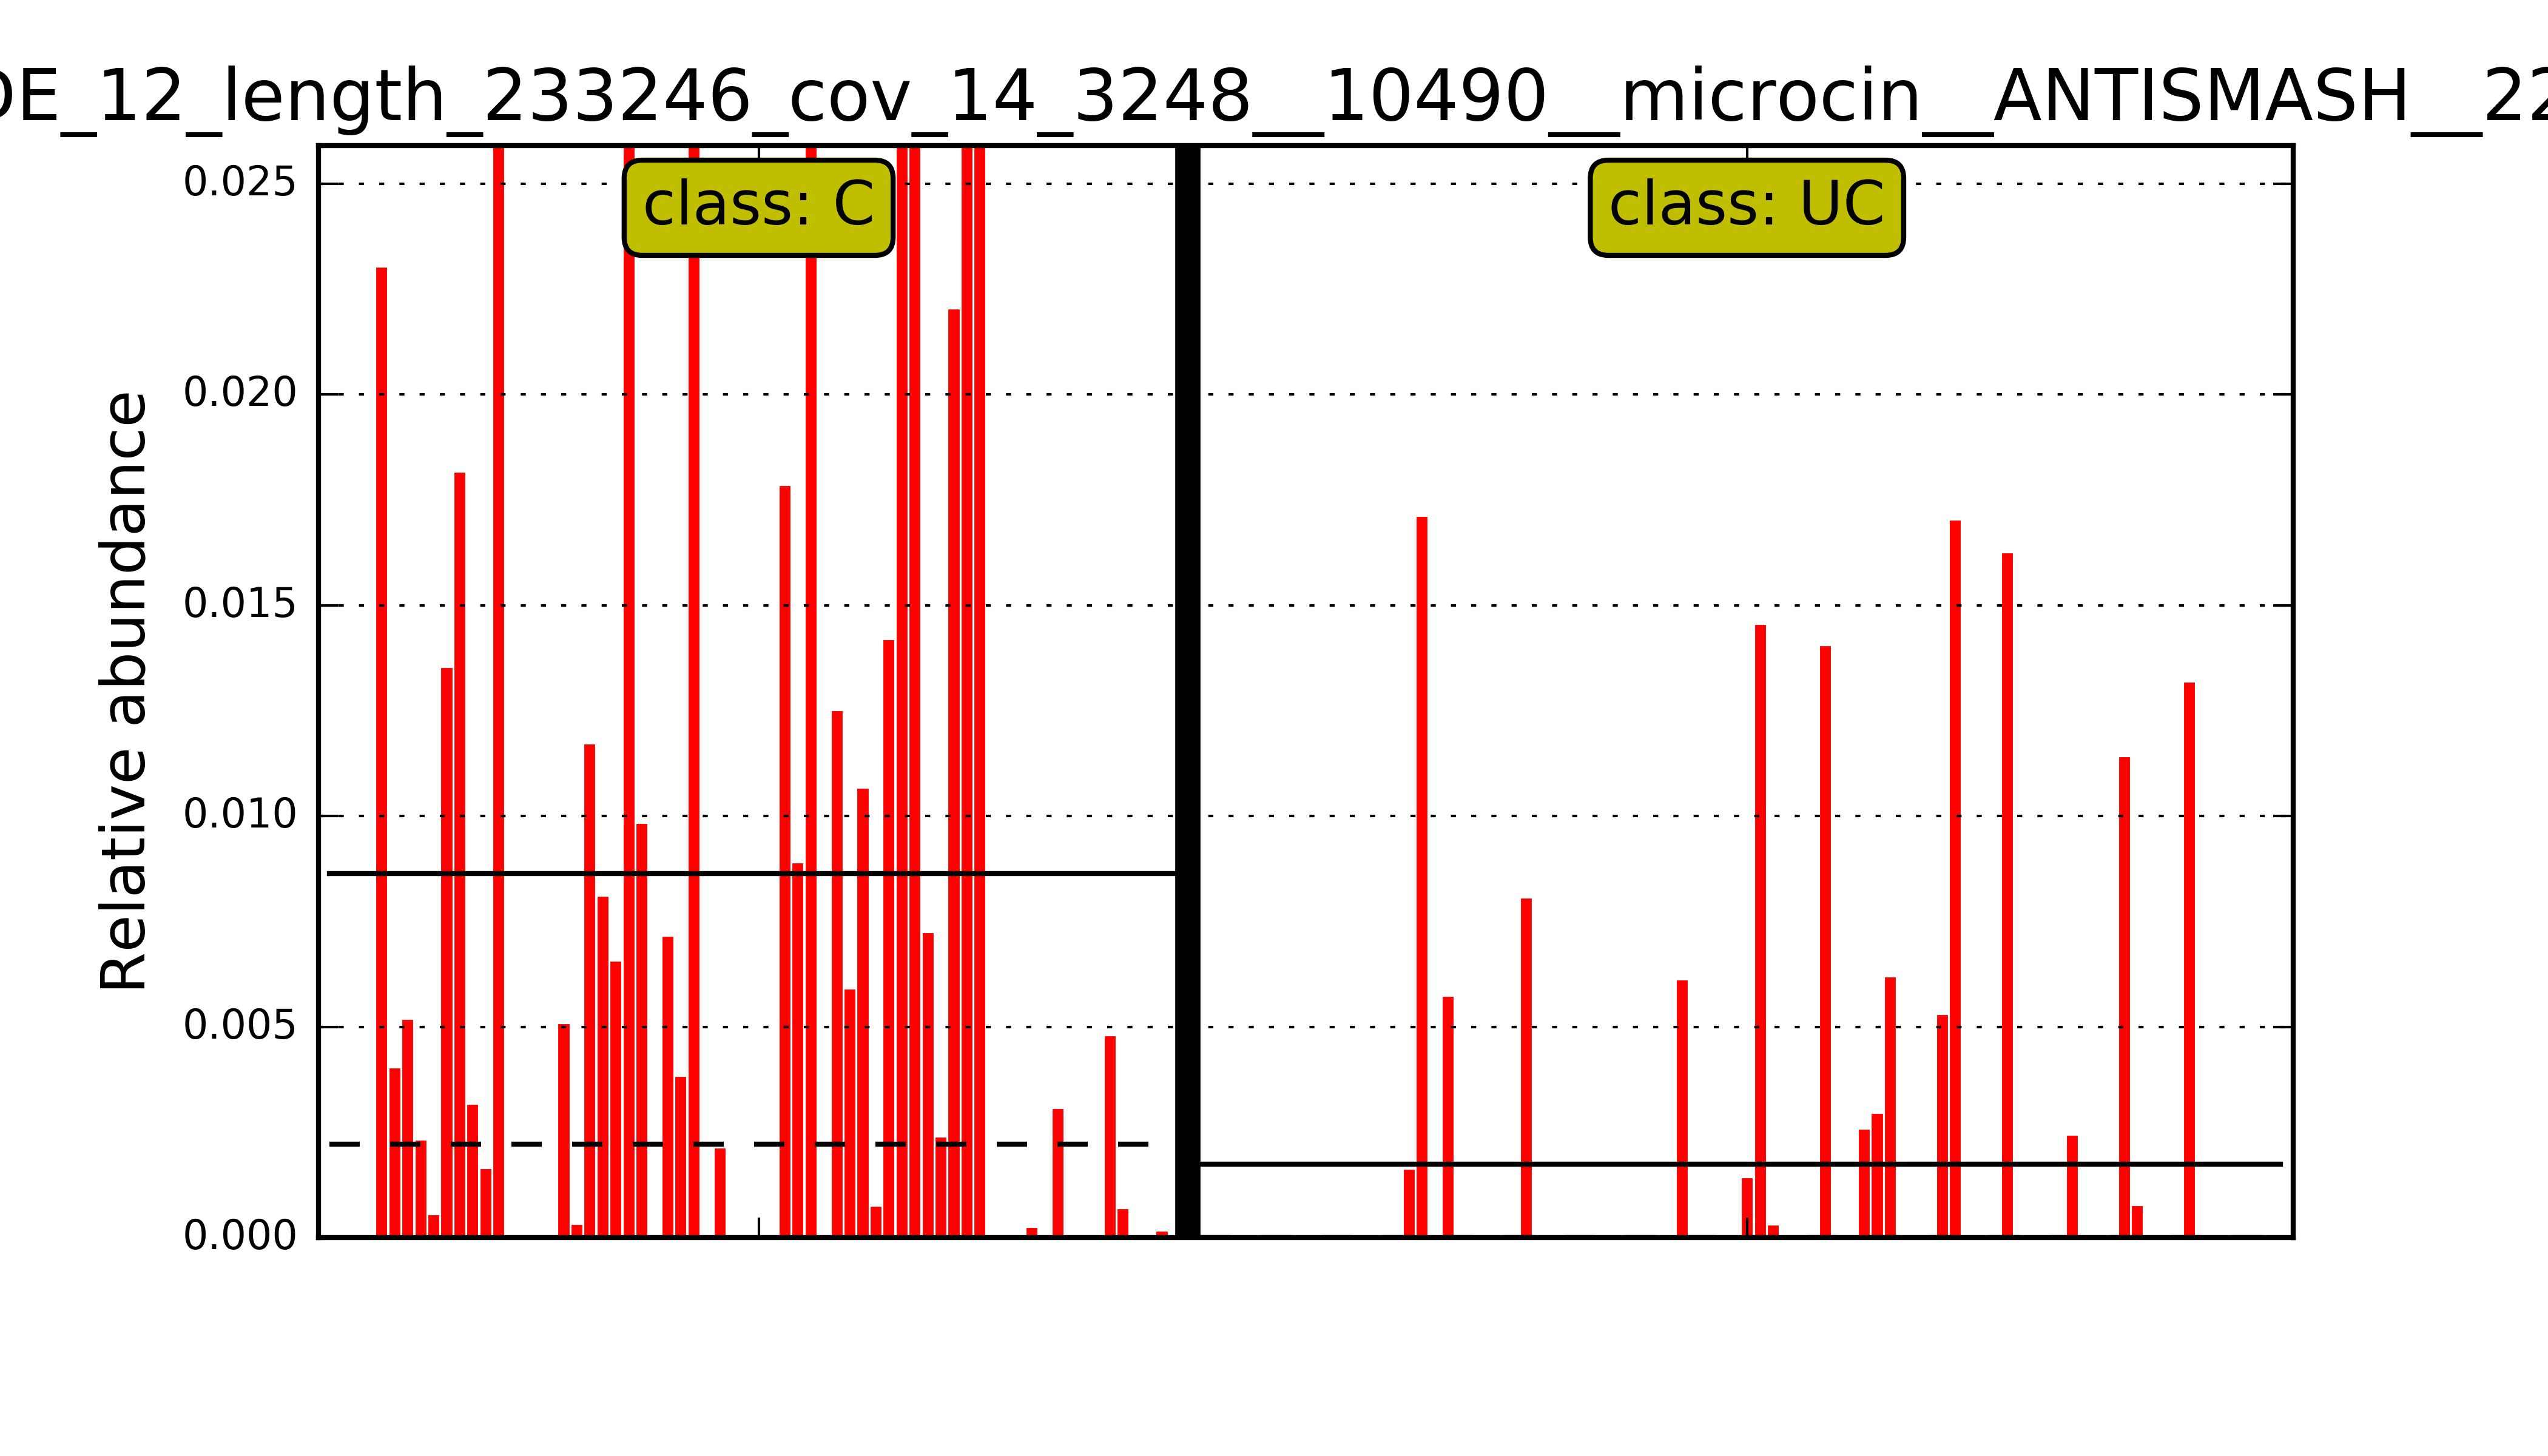 DE_12_length_233246_cov_14_3248__10490__microcin__ANTISMASH__22
class: C
class: UC
Relative abundance
0.025
0.020
0.015
0.010
0.005
0.000